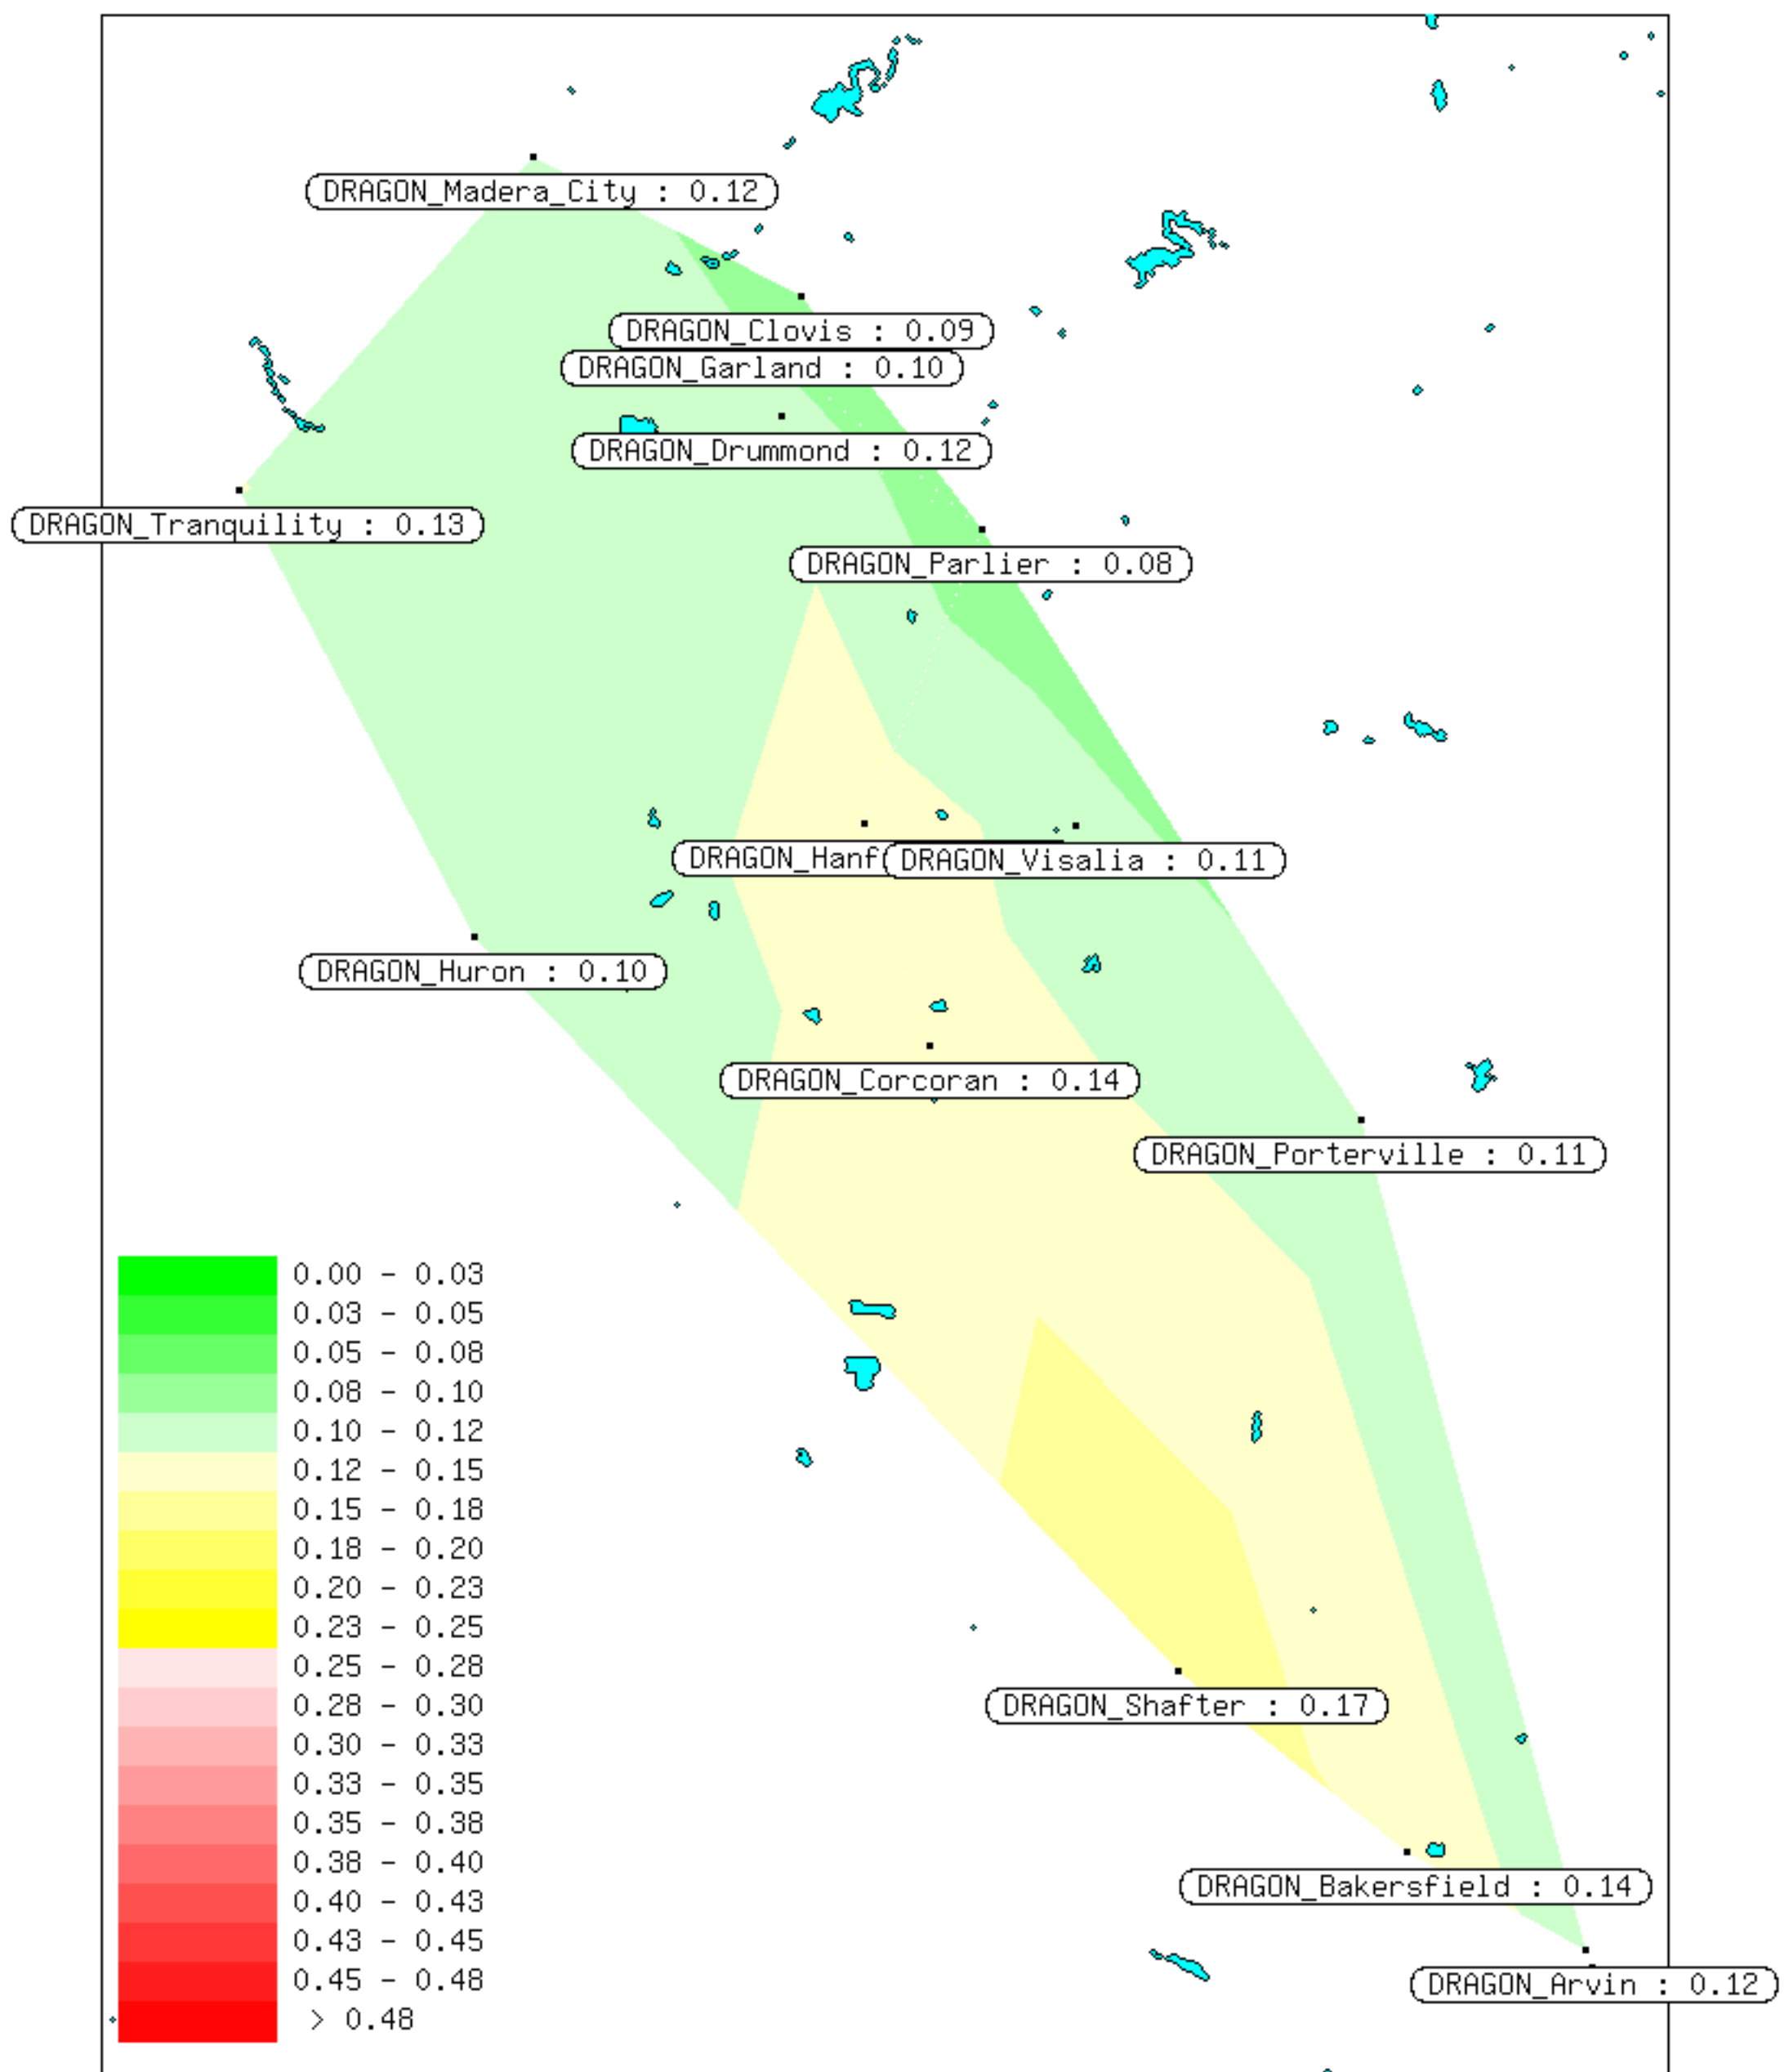 DRAGON_Madera_City : 0.12
DRAGON_Clovis : 0.09
DRAGON_Garland : 0.10
DRAGON_Drummond : 0.12
DRAGON_Tranquility : 0.13
DRAGON_Parlier : 0.08
DRAGON_Hanf
DRAGON_Visalia : 0.11
DRAGON_Huron : 0.10
DRAGON_Corcoran : 0.14
DRAGON_Porterville : 0.11
0.00 - 0.03
0.03 - 0.05
0.05 - 0.08
0.08 - 0.10
0.10 - 0.12
0.12 - 0.15
0.15 - 0.18
0.18 - 0.20
0.20 - 0.23
0.23 - 0.25
0.25 - 0.28
0.28 - 0.30
0.30 - 0.33
0.33 - 0.35
0.35 - 0.38
0.38 - 0.40
0.40 - 0.43
0.43 - 0.45
0.45 - 0.48
> 0.48
DRAGON_Shafter : 0.17
DRAGON_Bakersfield : 0.14
DRAGON_Arvin : 0.12